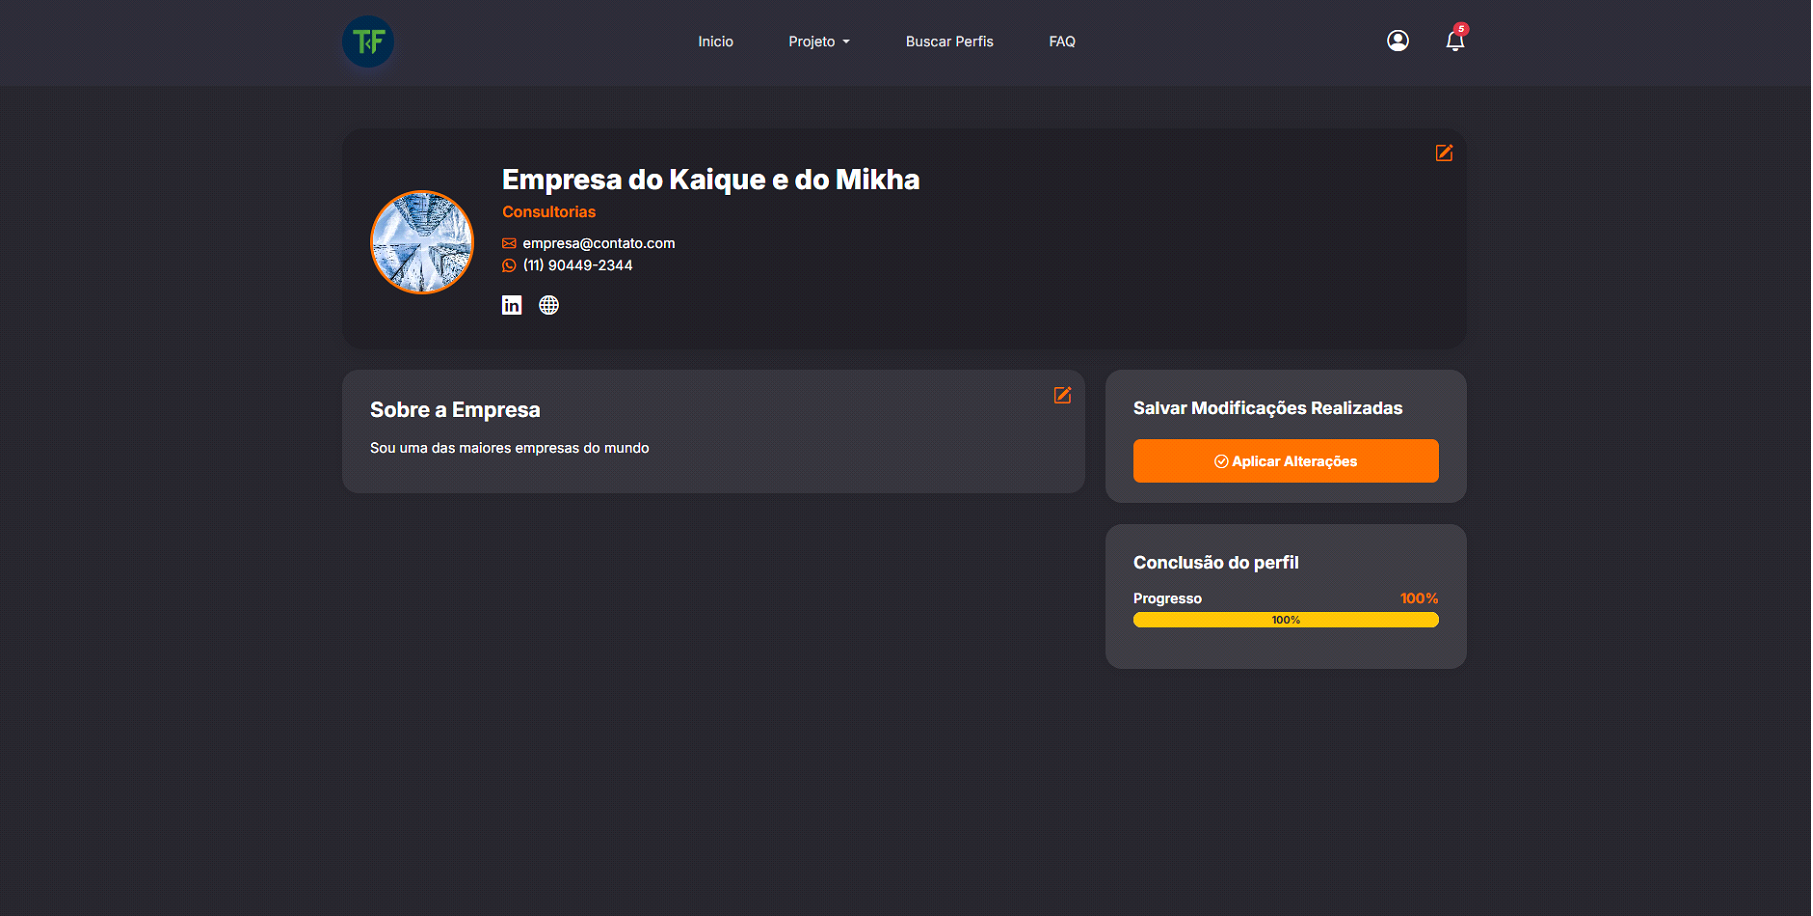 TKF
Inicio
Projeto
Buscar Perfis
FAQ
5
Empresa do Kaique e do Mikha
Consultorias
empresa@contato.com
(11) 90449-2344
in
Sobre a Empresa
Sou uma das maiores empresas do mundo
Salvar Modificações Realizadas
Aplicar Alterações
Conclusão do perfil
Progresso 100%
100%